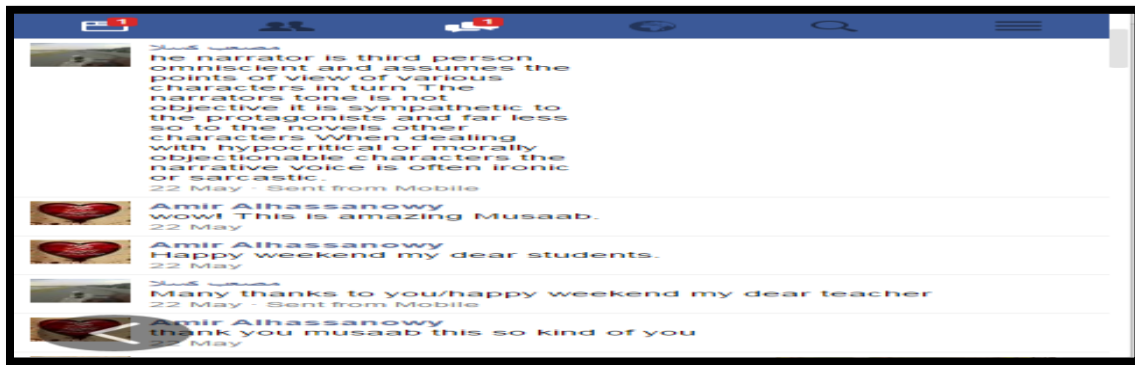 1
1
مصعب كسلا
he narrator is third person
omniscient and assumes the
points of view of various
characters in turn The
narrators tone is not
objective it is sympathetic to
the protagonists and far less
so to the novels other
characters When dealing
with hypocritical or morally
objectionable characters the
narrative voice is often ironic
or sarcastic.
22 May · Sent from Mobile
Amir Alhassanowy
wow! This is amazing Musaab.
22 May
Amir Alhassanowy
Happy weekend my dear students.
22 May
مصعب كسلا
Many thanks to you/happy weekend my dear teacher
22 May · Sent from Mobile
Amir Alhassanowy
thank you musaab this so kind of you
22 May